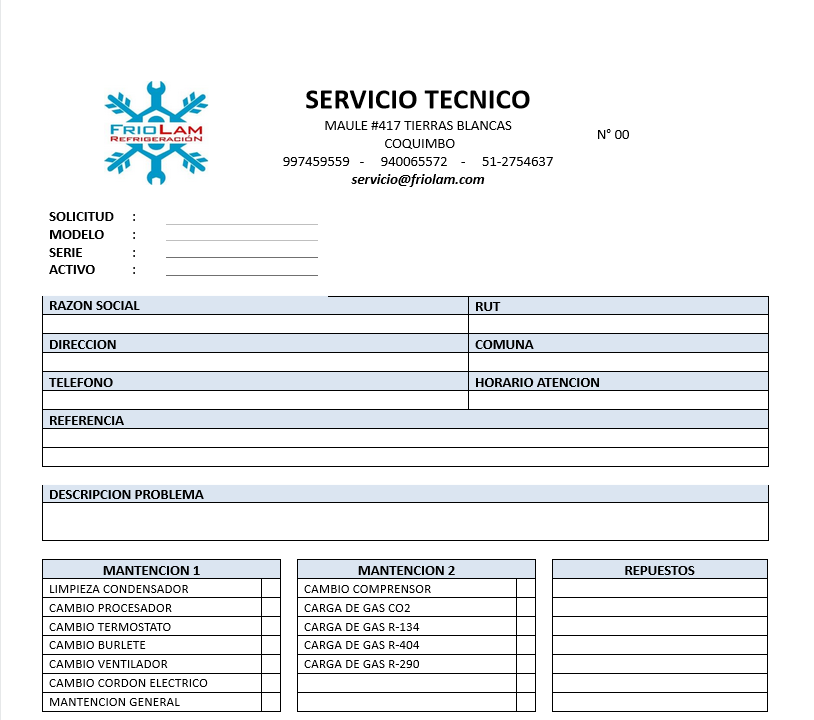 FRIOLAM
REFRIGERACIÓN
SERVICIO TECNICO
MAULE #417 TIERRAS BLANCAS
COQUIMBO
N° 00
997459559 - 940065572 - 51-2754637
servicio@friolam.com
SOLICITUD :
MODELO :
SERIE :
ACTIVO :
RAZON SOCIAL RUT
DIRECCION COMUNA
TELEFONO HORARIO ATENCION
REFERENCIA
DESCRIPCION PROBLEMA
MANTENCION 1 MANTENCION 2 REPUESTOS
LIMPIEZA CONDENSADOR CAMBIO COMPRENSOR
CAMBIO PROCESADOR CARGA DE GAS CO2
CAMBIO TERMOSTATO CARGA DE GAS R-134
CAMBIO BURLETE CARGA DE GAS R-404
CAMBIO VENTILADOR CARGA DE GAS R-290
CAMBIO CORDON ELECTRICO
MANTENCION GENERAL